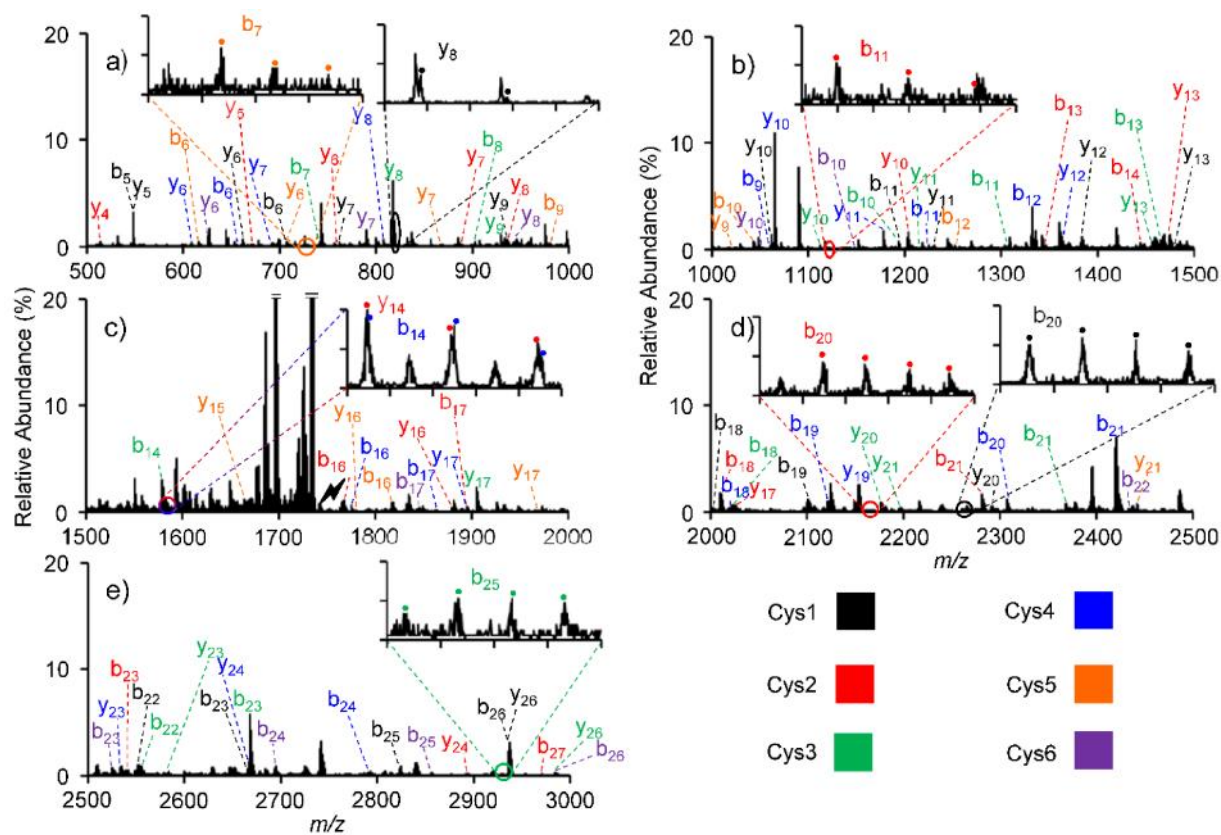 a)
20
10
0
Relative Abundance (%)
b7
y8
b5 y5 y4 b6 y6 y6 b6 y6 y5 y7 b6 y6 b7 y6 y7 y7 y8 y8 b8 y7 y7 y9 y9 y8 y8 b9
500 600 700 800 900 1000
b)
20
10
0
Relative Abundance (%)
b11
b10 y9 y10 b9 y10 y10 y10 b10 y11 b10 b11 y10 y11 b11 y11 b12 b11 b12 b13 y12 y12 b14 b13 y13 y13 y13
1000 1100 1200 1300 1400 1500
c)
20
10
0
Relative Abundance (%)
y14
b14
b14 y15 b16 y16 b16 b16 b17 y16 b17 b17 y17 y17 y17
1500 1600 1700 1800 1900 2000
d)
20
10
0
b20
b20
b18 b18 b18 b18 y17 b19 b19 y19 y20 y21 b21 y20 b20 b21 b21 b22 y21
2000 2100 2200 2300 2400 2500
m/z
e)
20
10
0
b25
b23 y23 b23 b22 b22 y23 b23 y24 b23 b24 b24 b25 b25 y24 b26 y26 b27 y26 b26
2500 2600 2700 2800 2900 3000
m/z
Cys1 Cys4
Cys2 Cys5
Cys3 Cys6